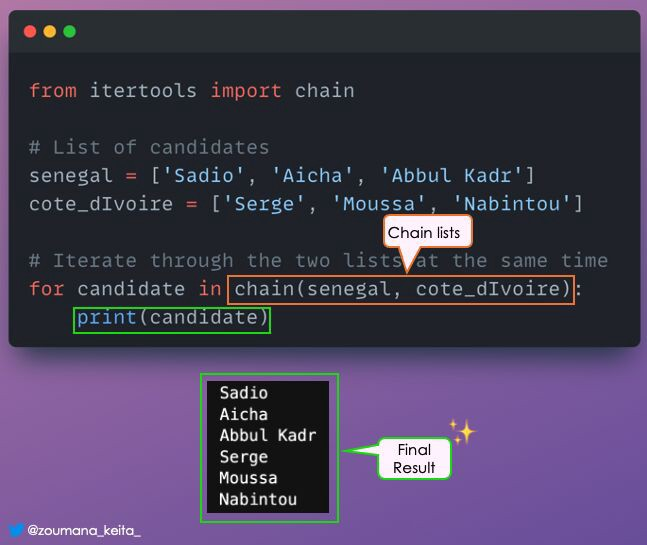 from itertools import chain
# List of candidates
senegal = ['Sadio', 'Aicha', 'Abbul Kadr']
cote_dIvoire = ['Serge', 'Moussa', 'Nabintou']
Chain lists
# Iterate through the two lists at the same time
for candidate in chain(senegal, cote_dIvoire):
    print(candidate)
Sadio
Aicha
Abbul Kadr
Serge
Moussa
Nabintou
Final
Result
@zoumana_keita_